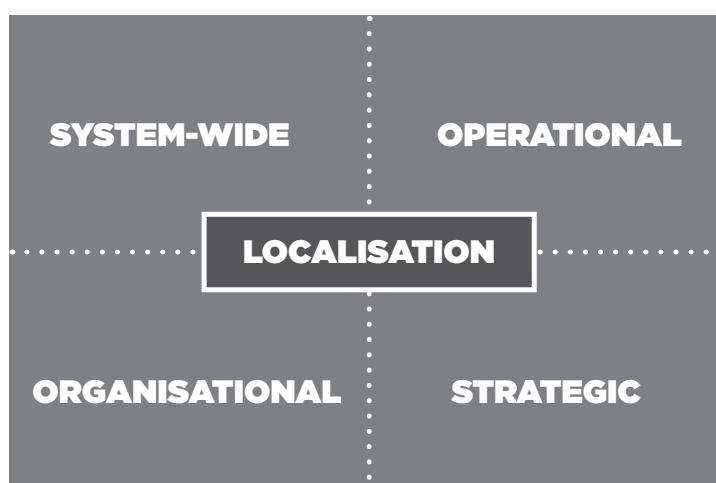 SYSTEM-WIDE
OPERATIONAL
LOCALISATION
ORGANISATIONAL
STRATEGIC